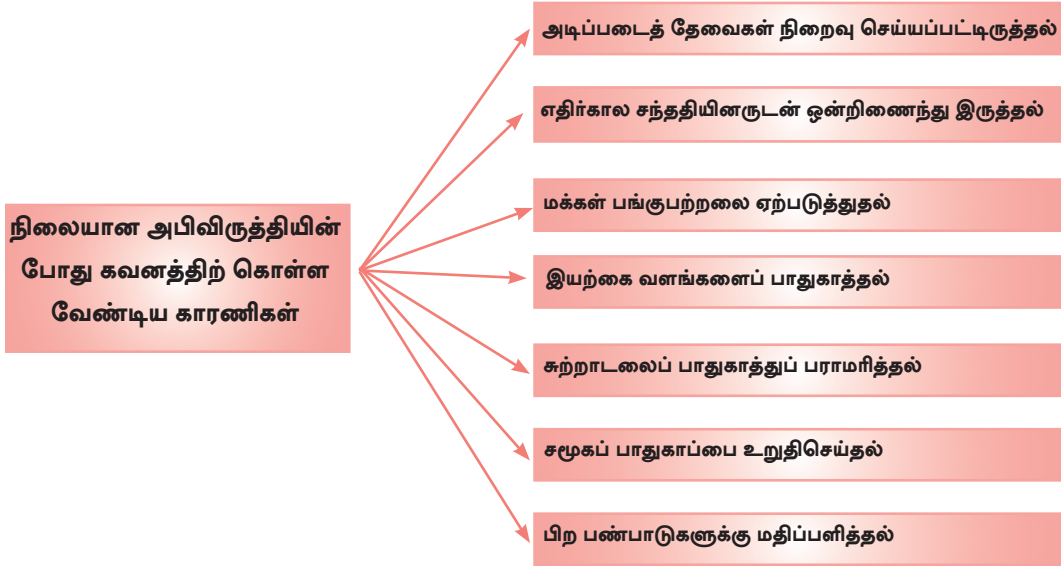 நிலையான அபிவிருத்தியின்
போது கவனத்திற் கொள்ள
வேண்டிய காரணிகள்
அடிப்படைத் தேவைகள் நிறைவு செய்யப்பட்டிருத்தல்
எதிர்கால சந்ததியினருடன் ஒன்றிணைந்து இருத்தல்
மக்கள் பங்குபற்றலை ஏற்படுத்துதல்
இயற்கை வளங்களைப் பாதுகாத்தல்
சுற்றாடலைப் பாதுகாத்துப் பராமரித்தல்
சமூகப் பாதுகாப்பை உறுதிசெய்தல்
பிற பண்பாடுகளுக்கு மதிப்பளித்தல்